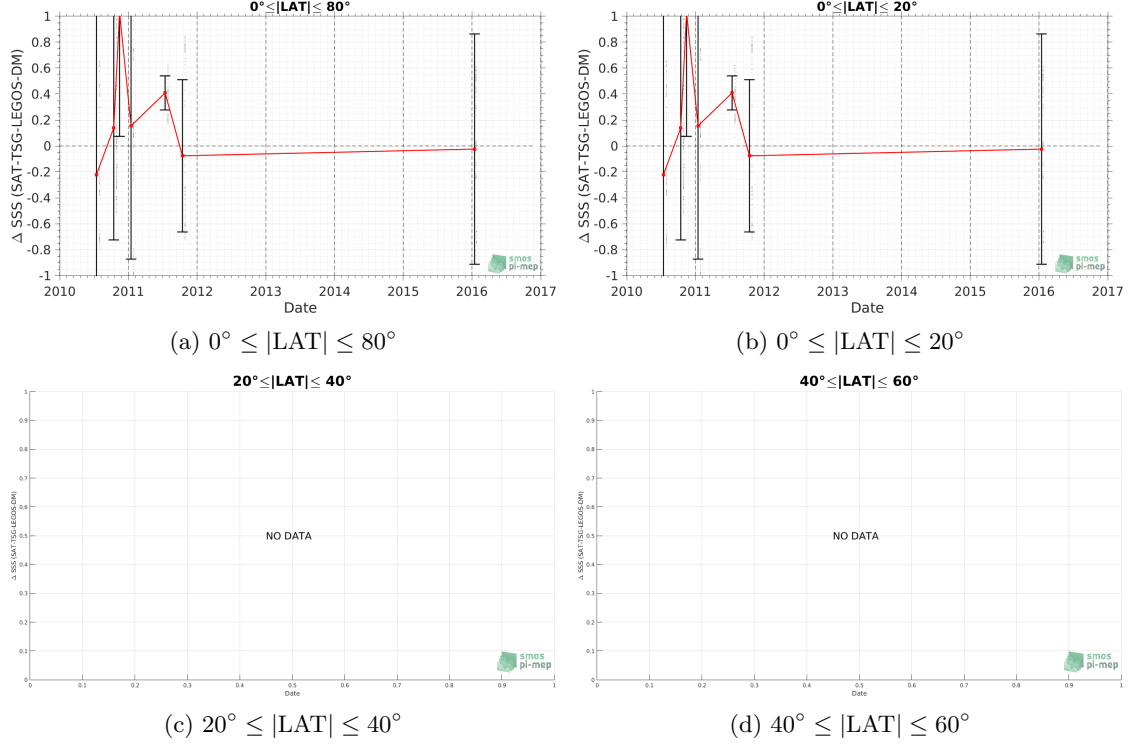 0°≤|LAT|≤ 80°
1
0.8
0.6
0.4
0.2
0
-0.2
-0.4
-0.6
-0.8
-1
Δ SSS (SAT-TSG-LEGOS-DM)
2010 2011 2012 2013 2014 2015 2016 2017
Date
smos
pi-mep
(a) 0° ≤ |LAT| ≤ 80°
0°≤|LAT|≤ 20°
1
0.8
0.6
0.4
0.2
0
-0.2
-0.4
-0.6
-0.8
-1
Δ SSS (SAT-TSG-LEGOS-DM)
2010 2011 2012 2013 2014 2015 2016 2017
Date
smos
pi-mep
(b) 0° ≤ |LAT| ≤ 20°
20°≤|LAT|≤ 40°
1
0.9
0.8
0.7
0.6
0.5
0.4
0.3
0.2
0.1
0
Δ SSS (SAT-TSG-LEGOS-DM)
NO DATA
smos
pi-mep
0 0.1 0.2 0.3 0.4 0.5 0.6 0.7 0.8 0.9 1
Date
(c) 20° ≤ |LAT| ≤ 40°
40°≤|LAT|≤ 60°
1
0.9
0.8
0.7
0.6
0.5
0.4
0.3
0.2
0.1
0
Δ SSS (SAT-TSG-LEGOS-DM)
NO DATA
smos
pi-mep
0 0.1 0.2 0.3 0.4 0.5 0.6 0.7 0.8 0.9 1
Date
(d) 40° ≤ |LAT| ≤ 60°